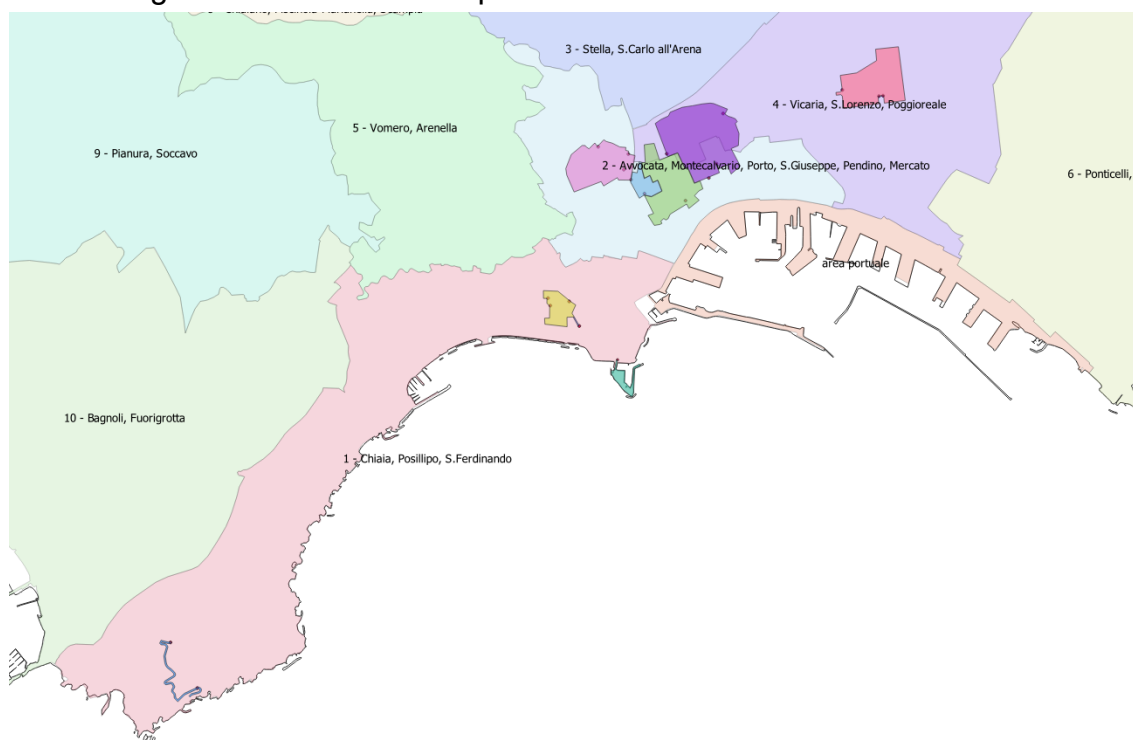 3 - Stella, S.Carlo all'Arena
4 - Vicaria, S.Lorenzo, Poggioreale
5 - Vomero, Arenella
9 - Pianura, Soccavo
2 - Avvocata, Montecalvario, Porto, S.Giuseppe, Pendino, Mercato
6 - Ponticelli,
area portuale
10 - Bagnoli, Fuorigrotta
1 - Chiaia, Posillipo, S.Ferdinando